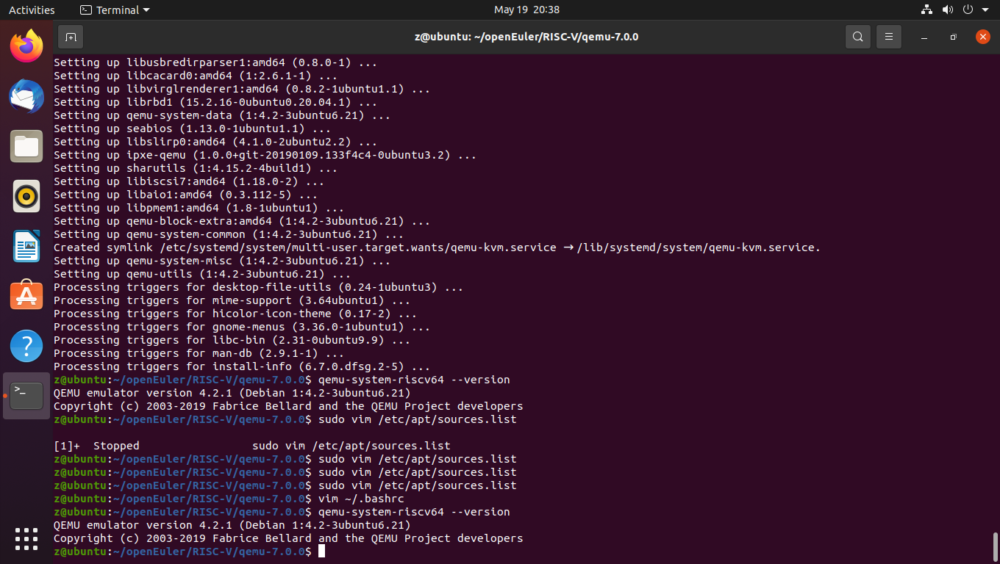 Activities
Terminal
May 19 20:38
z@ubuntu: ~/openEuler/RISC-V/qemu-7.0.0
Setting up libusbredirparser1:amd64 (0.8.0-1) ...
Setting up libcacard0:amd64 (1:2.6.1-1) ...
Setting up libvirglrenderer1:amd64 (0.8.2-1ubuntu1.1) ...
Setting up librbd1 (15.2.16-0ubuntu0.20.04.1) ...
Setting up qemu-system-data (1:4.2-3ubuntu6.21) ...
Setting up seabios (1.13.0-1ubuntu1.1) ...
Setting up libslirp0:amd64 (4.1.0-2ubuntu2.2) ...
Setting up ipxe-qemu (1.0.0+git-20190109.133f4c4-0ubuntu3.2) ...
Setting up sharutils (1:4.15.2-4build1) ...
Setting up libiscsi7:amd64 (1.18.0-2) ...
Setting up libaio1:amd64 (0.3.112-5) ...
Setting up libpmem1:amd64 (1.8-1ubuntu1) ...
Setting up qemu-block-extra:amd64 (1:4.2-3ubuntu6.21) ...
Setting up qemu-system-common (1:4.2-3ubuntu6.21) ...
Created symlink /etc/systemd/system/multi-user.target.wants/qemu-kvm.service → /lib/systemd/system/qemu-kvm.service.
Setting up qemu-system-misc (1:4.2-3ubuntu6.21) ...
Setting up qemu-utils (1:4.2-3ubuntu6.21) ...
Processing triggers for desktop-file-utils (0.24-1ubuntu3) ...
Processing triggers for mime-support (3.64ubuntu1) ...
Processing triggers for hicolor-icon-theme (0.17-2) ...
Processing triggers for gnome-menus (3.36.0-1ubuntu1) ...
Processing triggers for libc-bin (2.31-0ubuntu9.9) ...
Processing triggers for man-db (2.9.1-1) ...
Processing triggers for install-info (6.7.0.dfsg.2-5) ...
z@ubuntu:~/openEuler/RISC-V/qemu-7.0.0$ qemu-system-riscv64 --version
QEMU emulator version 4.2.1 (Debian 1:4.2-3ubuntu6.21)
Copyright (c) 2003-2019 Fabrice Bellard and the QEMU Project developers
z@ubuntu:~/openEuler/RISC-V/qemu-7.0.0$ sudo vim /etc/apt/sources.list
[1]+  Stopped                 sudo vim /etc/apt/sources.list
z@ubuntu:~/openEuler/RISC-V/qemu-7.0.0$ sudo vim /etc/apt/sources.list
z@ubuntu:~/openEuler/RISC-V/qemu-7.0.0$ sudo vim /etc/apt/sources.list
z@ubuntu:~/openEuler/RISC-V/qemu-7.0.0$ sudo vim /etc/apt/sources.list
z@ubuntu:~/openEuler/RISC-V/qemu-7.0.0$ vim ~/.bashrc
z@ubuntu:~/openEuler/RISC-V/qemu-7.0.0$ qemu-system-riscv64 --version
QEMU emulator version 4.2.1 (Debian 1:4.2-3ubuntu6.21)
Copyright (c) 2003-2019 Fabrice Bellard and the QEMU Project developers
z@ubuntu:~/openEuler/RISC-V/qemu-7.0.0$